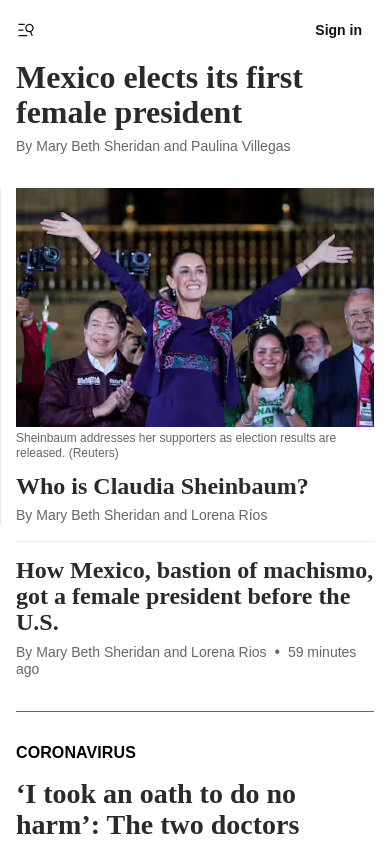 Sign in
Mexico elects its first
female president
By Mary Beth Sheridan and Paulina Villegas
Sheinbaum addresses her supporters as election results are
released. (Reuters)
Who is Claudia Sheinbaum?
By Mary Beth Sheridan and Lorena Ríos
How Mexico, bastion of machismo,
got a female president before the
U.S.
By Mary Beth Sheridan and Lorena Rios • 59 minutes
ago
CORONAVIRUS
‘I took an oath to do no
harm’: The two doctors